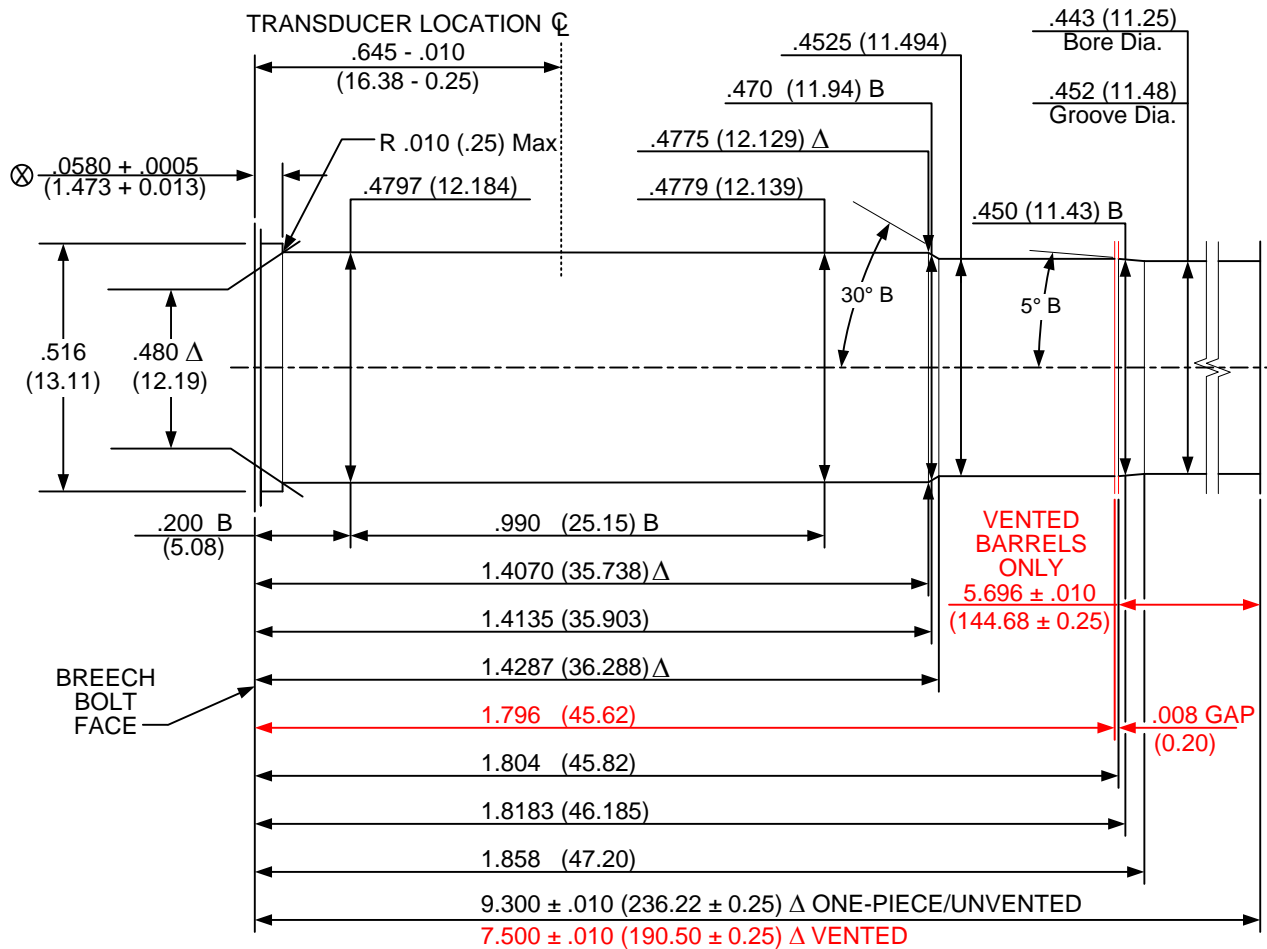 TRANSDUCER LOCATION ℄
.645 - .010
(16.38 - 0.25)
.443 (11.25)
Bore Dia.
.4525 (11.494)
.470 (11.94) B
.452 (11.48)
Groove Dia.
R .010 (.25) Max
.4775 (12.129) Δ
⊗ .0580 + .0005
(1.473 + 0.013)
.4797 (12.184)
.4779 (12.139)
.450 (11.43) B
30° B
5° B
.516
(13.11)
.480 Δ
(12.19)
.200 B
(5.08)
.990 (25.15) B
VENTED
BARRELS
ONLY
5.696 ± .010
(144.68 ± 0.25)
1.4070 (35.738) Δ
1.4135 (35.903)
1.4287 (36.288) Δ
BREECH
BOLT
FACE
1.796 (45.62)
.008 GAP
(0.20)
1.804 (45.82)
1.8183 (46.185)
1.858 (47.20)
9.300 ± .010 (236.22 ± 0.25) Δ ONE-PIECE/UNVENTED
7.500 ± .010 (190.50 ± 0.25) Δ VENTED